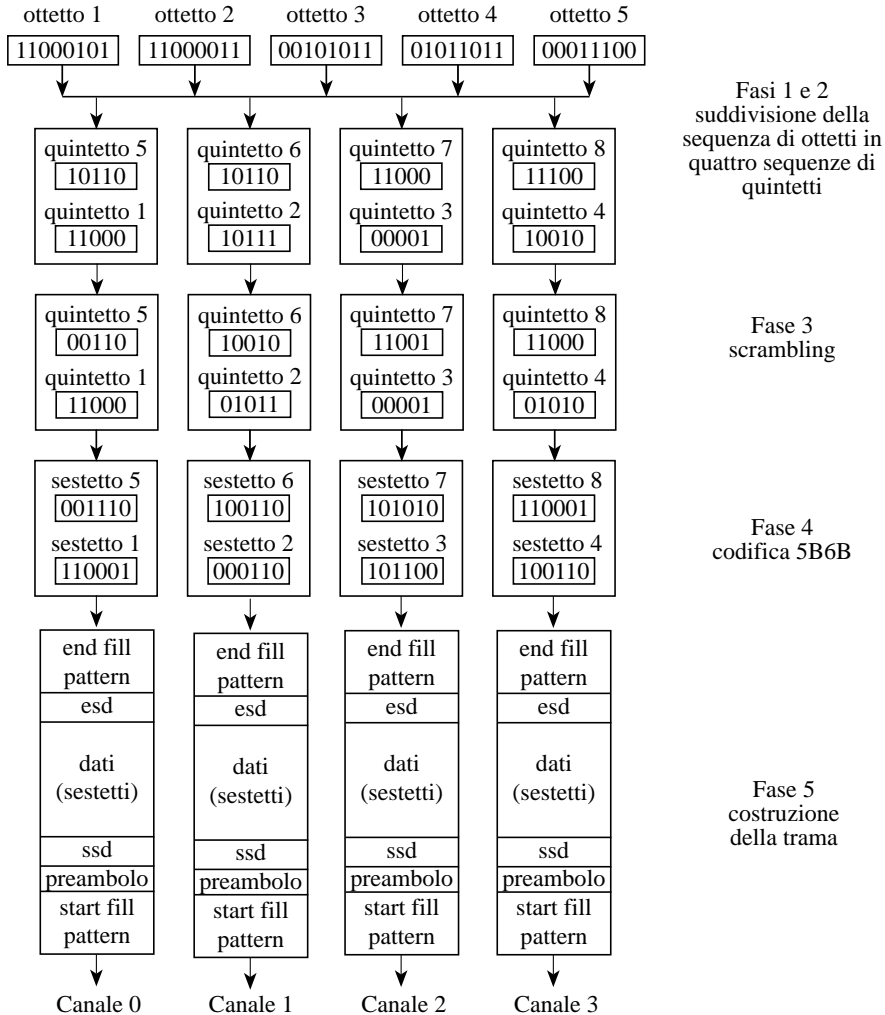 ottetto 1 ottetto 2 ottetto 3 ottetto 4 ottetto 5
11000101 11000011 00101011 01011011 00011100
Fasi 1 e 2
suddivisione della
sequenza di ottetti in
quattro sequenze di
quintetti
quintetto 5 quintetto 6 quintetto 7 quintetto 8
10110 10110 11000 11100
quintetto 1 quintetto 2 quintetto 3 quintetto 4
11000 10111 00001 10010
Fase 3
scrambling
quintetto 5 quintetto 6 quintetto 7 quintetto 8
00110 10010 11001 11000
quintetto 1 quintetto 2 quintetto 3 quintetto 4
11000 01011 00001 01010
Fase 4
codifica 5B6B
sestetto 5 sestetto 6 sestetto 7 sestetto 8
001110 100110 101010 110001
sestetto 1 sestetto 2 sestetto 3 sestetto 4
110001 000110 101100 100110
Fase 5
costruzione
della trama
end fill end fill end fill end fill
pattern pattern pattern pattern
esd esd esd esd
dati dati dati dati
(sestetti) (sestetti) (sestetti) (sestetti)
ssd ssd ssd ssd
preambolo preambolo preambolo preambolo
start fill start fill start fill start fill
pattern pattern pattern pattern
Canale 0 Canale 1 Canale 2 Canale 3